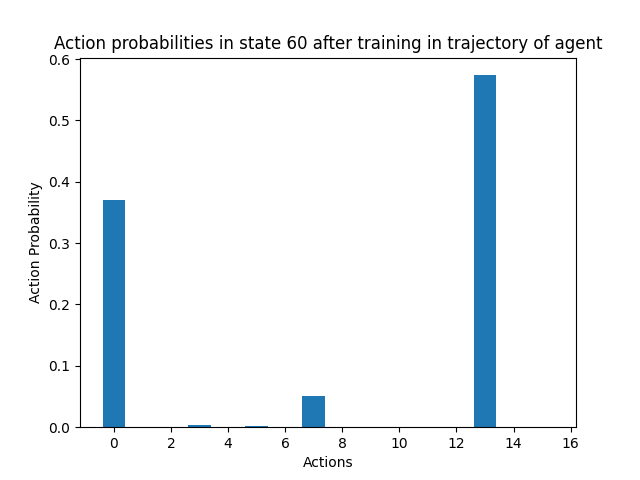 Action probabilities in state 60 after training in trajectory of agent
0.6
0.5
0.4
0.3
0.2
0.1
0.0
Action Probability
0 2 4 6 8 10 12 14 16
Actions